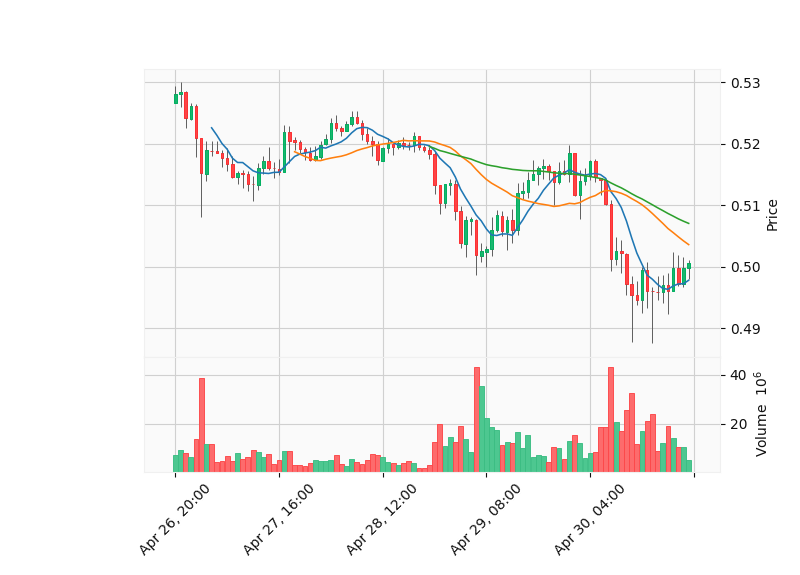 0.53
0.52
0.51
0.50
0.49
Price
40
20
Volume 10⁶
Apr 26, 20:00
Apr 27, 16:00
Apr 28, 12:00
Apr 29, 08:00
Apr 30, 04:00